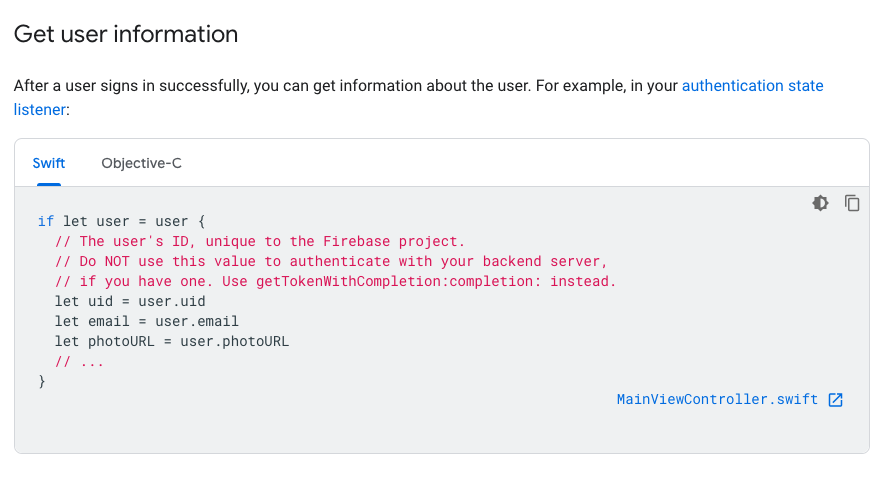 Get user information
After a user signs in successfully, you can get information about the user. For example, in your authentication state
listener:
Swift Objective-C
if let user = user {
  // The user's ID, unique to the Firebase project.
  // Do NOT use this value to authenticate with your backend server,
  // if you have one. Use getTokenWithCompletion:completion: instead.
  let uid = user.uid
  let email = user.email
  let photoURL = user.photoURL
  // ...
}
MainViewController.swift